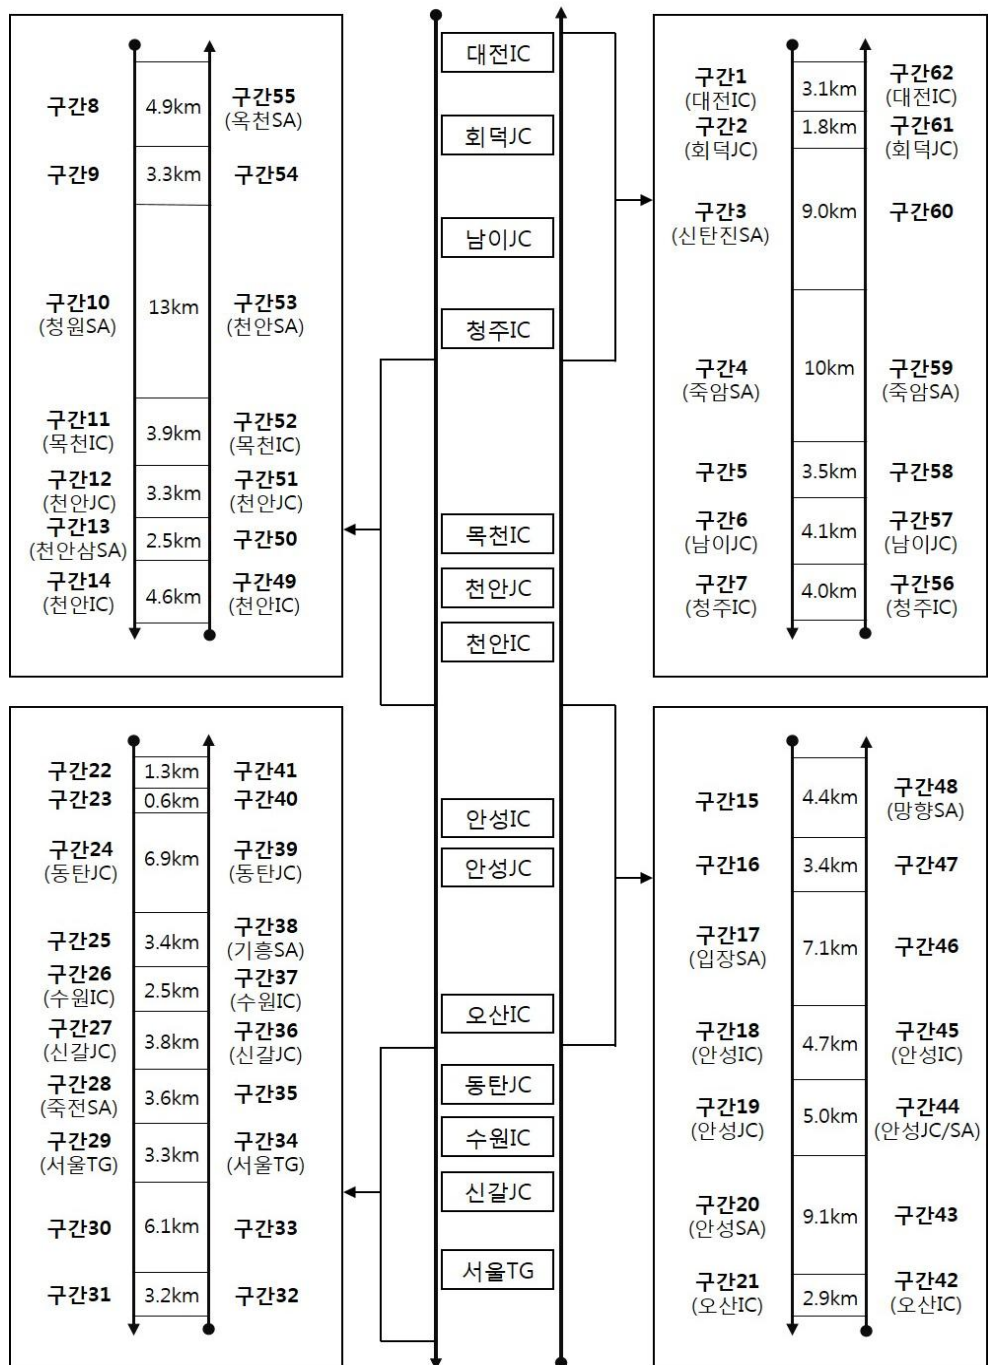 대전IC
회덕JC
남이JC
청주IC
목천IC
천안JC
천안IC
안성IC
안성JC
오산IC
동탄JC
수원IC
신갈JC
서울TG
구간8 4.9km 구간55
(옥천SA)
구간9 3.3km 구간54
구간10 13km 구간53
(청원SA) (천안SA)
구간11 3.9km 구간52
(목천IC) (목천IC)
구간12 3.3km 구간51
(천안JC) (천안JC)
구간13 2.5km 구간50
(천안삼SA)
구간14 4.6km 구간49
(천안IC) (천안IC)
구간1 3.1km 구간62
(대전IC) (대전IC)
구간2 1.8km 구간61
(회덕JC) (회덕JC)
구간3 9.0km 구간60
(신탄진SA)
구간4 10km 구간59
(죽암SA) (죽암SA)
구간5 3.5km 구간58
구간6 4.1km 구간57
(남이JC) (남이JC)
구간7 4.0km 구간56
(청주IC) (청주IC)
구간22 1.3km 구간41
구간23 0.6km 구간40
구간24 6.9km 구간39
(동탄JC) (동탄JC)
구간25 3.4km 구간38
(기흥SA)
구간26 2.5km 구간37
(수원IC) (수원IC)
구간27 3.8km 구간36
(신갈JC) (신갈JC)
구간28 3.6km 구간35
(죽전SA)
구간29 3.3km 구간34
(서울TG) (서울TG)
구간30 6.1km 구간33
구간31 3.2km 구간32
구간15 4.4km 구간48
(망향SA)
구간16 3.4km 구간47
구간17 7.1km 구간46
(입장SA)
구간18 4.7km 구간45
(안성IC) (안성IC)
구간19 5.0km 구간44
(안성JC) (안성JC/SA)
구간20 9.1km 구간43
(안성SA)
구간21 2.9km 구간42
(오산IC) (오산IC)